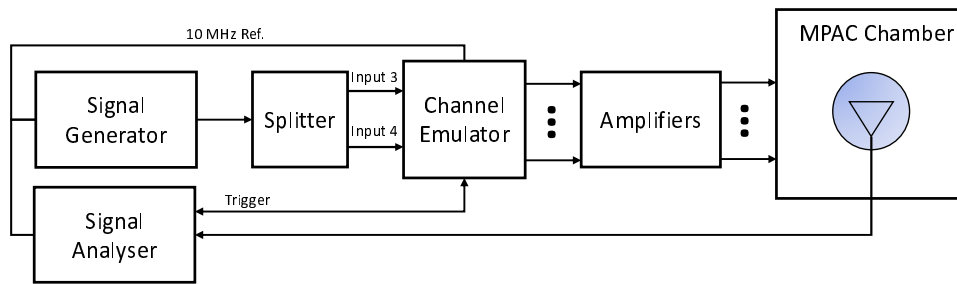 10 MHz Ref.
MPAC Chamber
Signal
Generator
Splitter
Input 3
Input 4
Channel
Emulator
Amplifiers
Trigger
Signal
Analyser